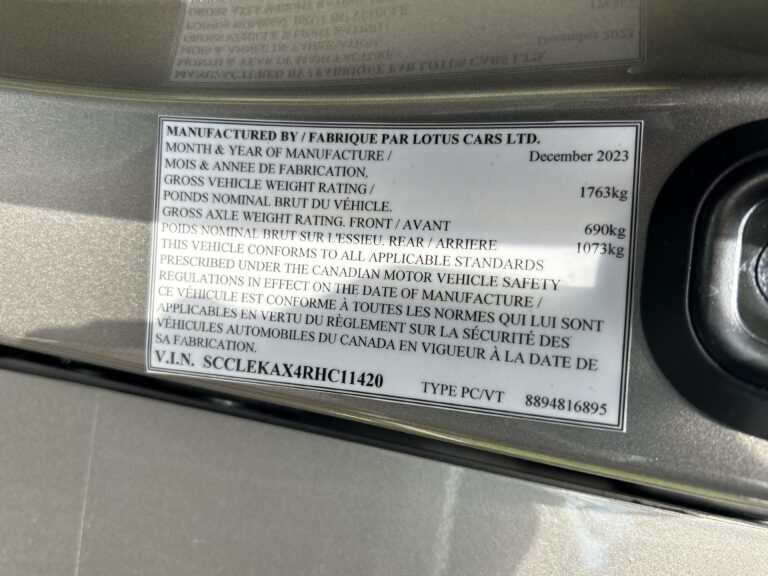 MANUFACTURED BY / FABRIQUE PAR LOTUS CARS LTD.
MONTH & YEAR OF MANUFACTURE / December 2023
MOIS & ANNEE DE FABRICATION.
GROSS VEHICLE WEIGHT RATING / 1763kg
POINDS NOMINAL BRUT DU VÉHICLE.
GROSS AXLE WEIGHT RATING. FRONT / AVANT 690kg
POIDS NOMINAL BRUT SUR L'ESSIEU. REAR / ARRIERE 1073kg
THIS VEHICLE CONFORMS TO ALL APPLICABLE STANDARDS
PRESCRIBED UNDER THE CANADIAN MOTOR VEHICLE SAFETY
REGULATIONS IN EFFECT ON THE DATE OF MANUFACTURE /
CE VÉHICULE EST CONFORME À TOUTES LES NORMES QUI LUI SONT
APPLICABLES EN VERTU DU RÈGLEMENT SUR LA SÉCURITÉ DES
VÉHICULES AUTOMOBILES DU CANADA EN VIGUEUR À LA DATE DE
SA FABRICATION.
V.I.N. SCCLEKAX4RHC11420 TYPE PC/VT 8894816895